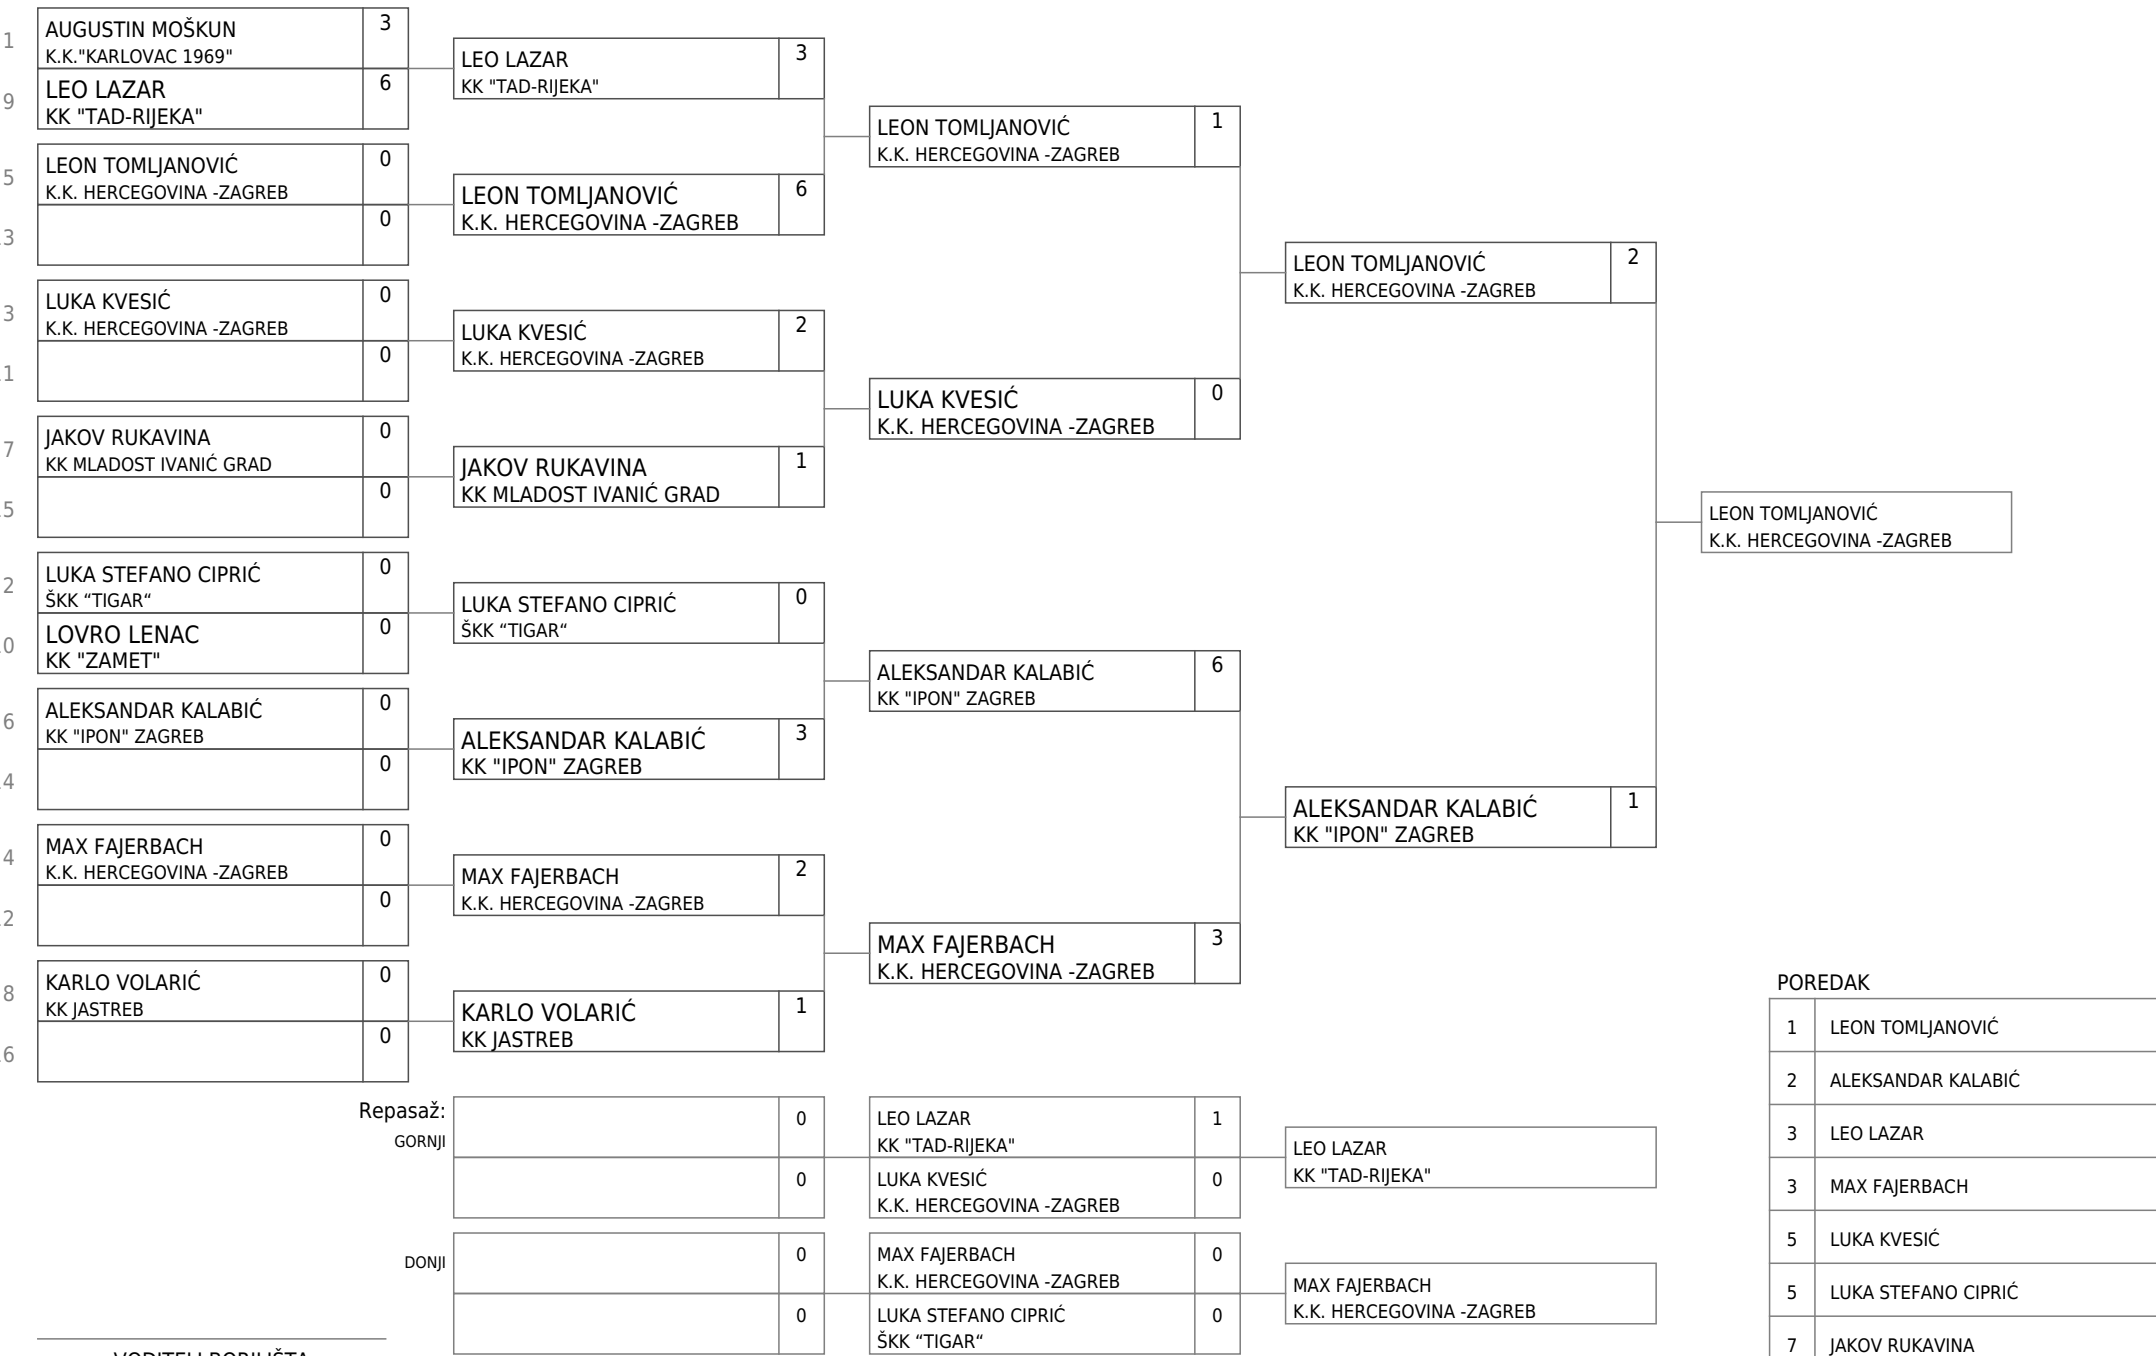 1
AUGUSTIN MOŠKUN
K.K."KARLOVAC 1969"
3
9
LEO LAZAR
KK "TAD-RIJEKA"
6
5
LEON TOMLJANOVIĆ
K.K. HERCEGOVINA -ZAGREB
0
3
0
3
LUKA KVESIĆ
K.K. HERCEGOVINA -ZAGREB
0
1
0
7
JAKOV RUKAVINA
KK MLADOST IVANIĆ GRAD
0
5
0
2
LUKA STEFANO CIPRIĆ
ŠKK “TIGAR“
0
0
LOVRO LENAC
KK "ZAMET"
0
6
ALEKSANDAR KALABIĆ
KK "IPON" ZAGREB
0
4
0
4
MAX FAJERBACH
K.K. HERCEGOVINA -ZAGREB
0
2
0
8
KARLO VOLARIĆ
KK JASTREB
0
6
0
LEO LAZAR
KK "TAD-RIJEKA"
3
LEON TOMLJANOVIĆ
K.K. HERCEGOVINA -ZAGREB
6
LUKA KVESIĆ
K.K. HERCEGOVINA -ZAGREB
2
JAKOV RUKAVINA
KK MLADOST IVANIĆ GRAD
1
LUKA STEFANO CIPRIĆ
ŠKK “TIGAR“
0
ALEKSANDAR KALABIĆ
KK "IPON" ZAGREB
3
MAX FAJERBACH
K.K. HERCEGOVINA -ZAGREB
2
KARLO VOLARIĆ
KK JASTREB
1
LEON TOMLJANOVIĆ
K.K. HERCEGOVINA -ZAGREB
1
LUKA KVESIĆ
K.K. HERCEGOVINA -ZAGREB
0
ALEKSANDAR KALABIĆ
KK "IPON" ZAGREB
6
MAX FAJERBACH
K.K. HERCEGOVINA -ZAGREB
3
LEON TOMLJANOVIĆ
K.K. HERCEGOVINA -ZAGREB
2
ALEKSANDAR KALABIĆ
KK "IPON" ZAGREB
1
LEON TOMLJANOVIĆ
K.K. HERCEGOVINA -ZAGREB
Repasaž:
GORNJI
0
0
LEO LAZAR
KK "TAD-RIJEKA"
1
LUKA KVESIĆ
K.K. HERCEGOVINA -ZAGREB
0
LEO LAZAR
KK "TAD-RIJEKA"
DONJI
0
0
MAX FAJERBACH
K.K. HERCEGOVINA -ZAGREB
0
LUKA STEFANO CIPRIĆ
ŠKK “TIGAR“
0
MAX FAJERBACH
K.K. HERCEGOVINA -ZAGREB
POREDAK
1 LEON TOMLJANOVIĆ
2 ALEKSANDAR KALABIĆ
3 LEO LAZAR
3 MAX FAJERBACH
5 LUKA KVESIĆ
5 LUKA STEFANO CIPRIĆ
7 JAKOV RUKAVINA